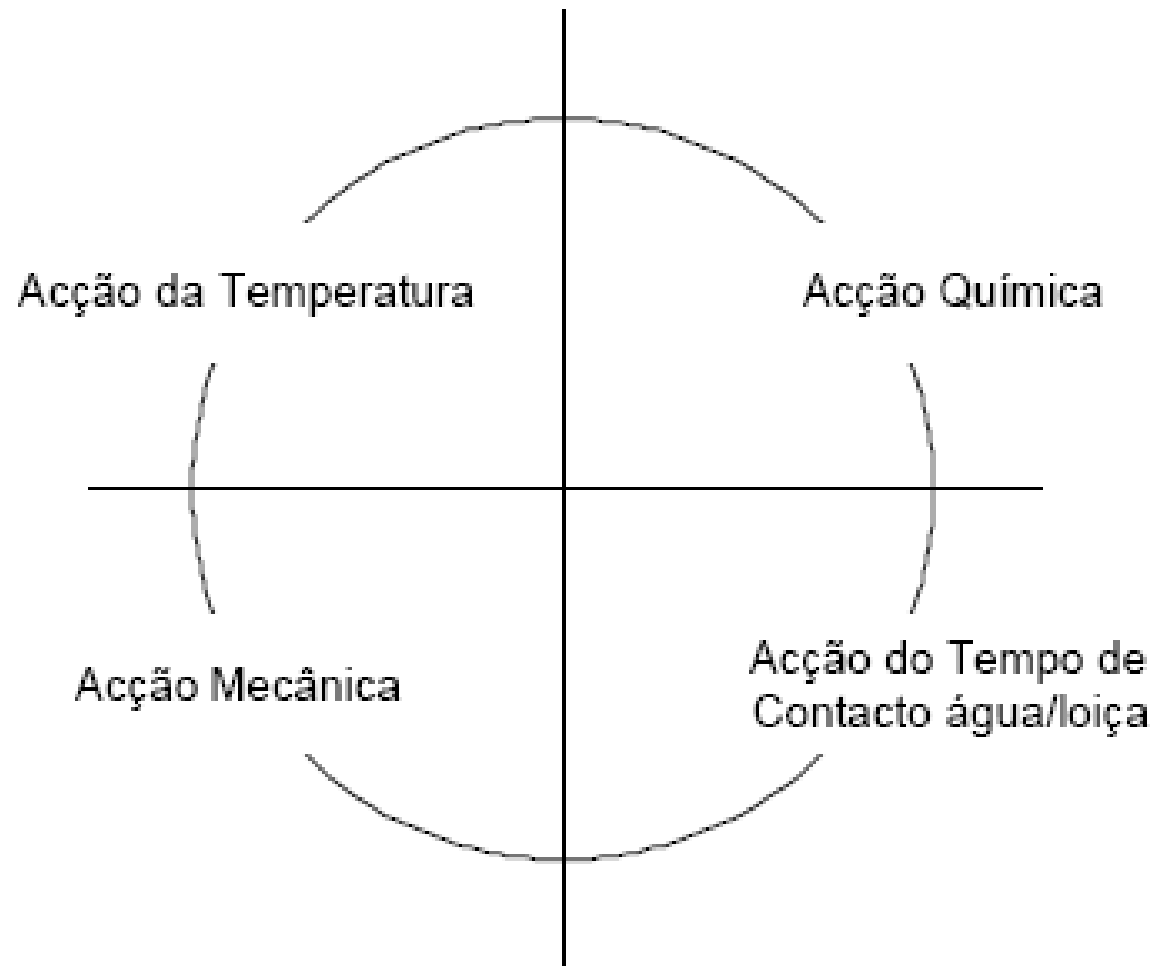 Acção da Temperatura
Acção Química
Acção Mecânica
Acção do Tempo de
Contacto água/loiça